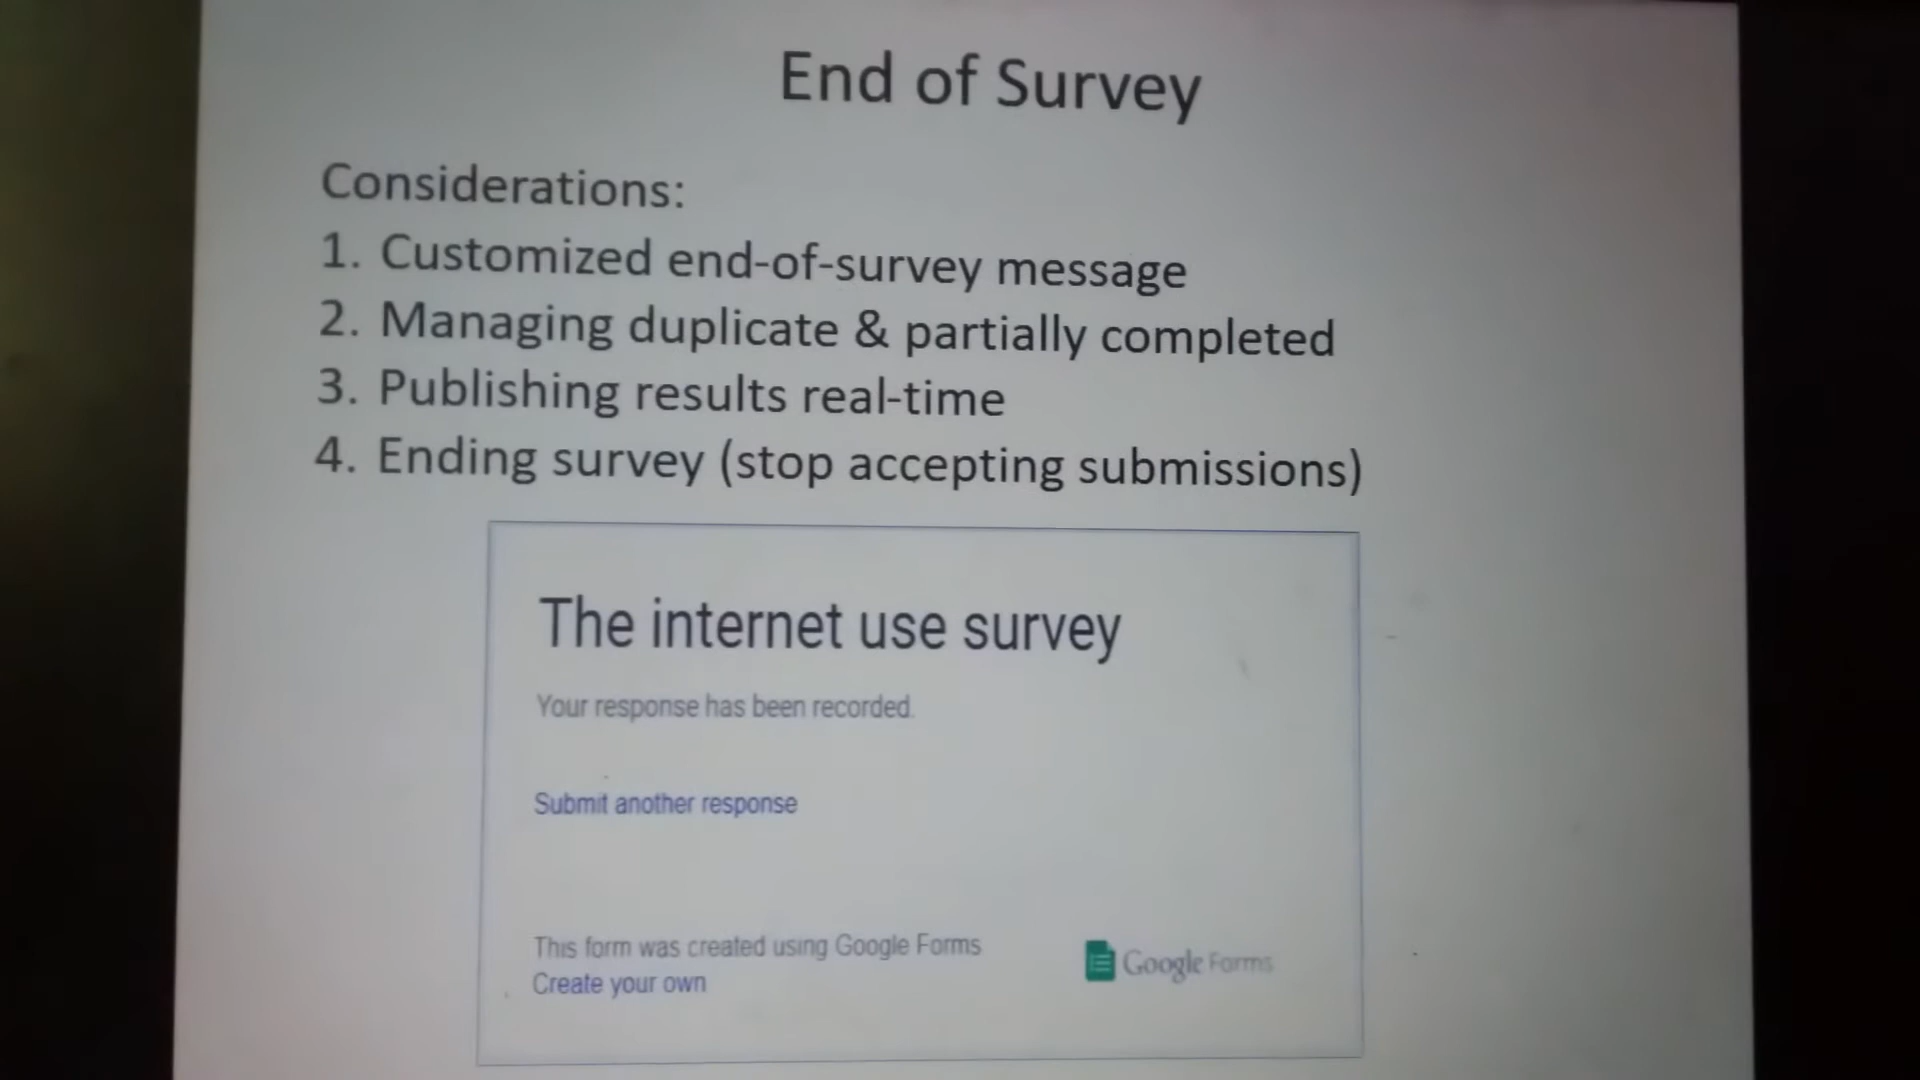 End of Survey
Considerations:
1. Customized end-of-survey message
2. Managing duplicate & partially completed
3. Publishing results real-time
4. Ending survey (stop accepting submissions)
The internet use survey
Your response has been recorded.
Submit another response
This form was created using Google Forms
Create your own
Google Forms